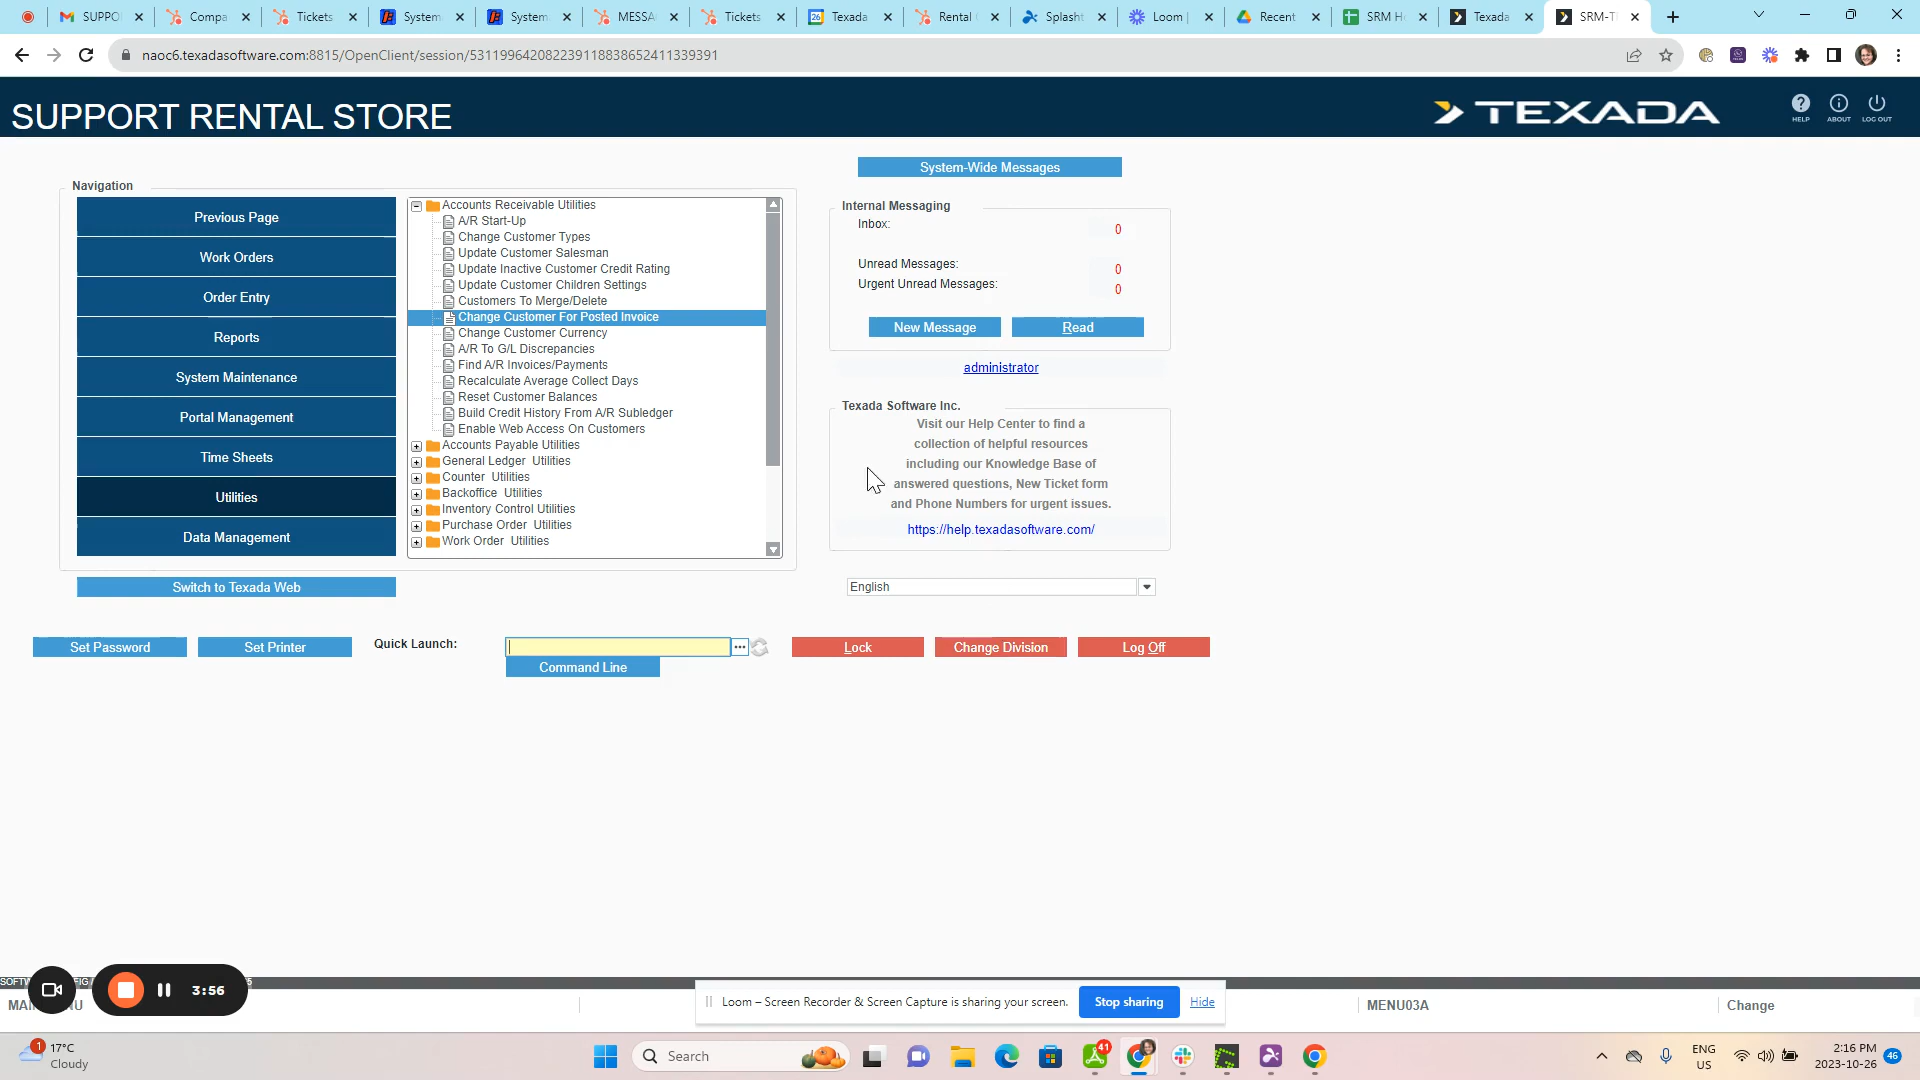 SUPPO
Compa
Tickets
System
System
MESSA
Tickets
Texada
Rental
Splasht
Loom |
Recent
SRM H
Texada
SRM-T
naoc6.texadasoftware.com:8815/OpenClient/session/53119964208223911883865241133939​1
SUPPORT RENTAL STORE
TEXADA
HELP
ABOUT
LOG OUT
Navigation
Previous Page
Work Orders
Order Entry
Reports
System Maintenance
Portal Management
Time Sheets
Utilities
Data Management
Switch to Texada Web
Accounts Receivable Utilities
A/R Start-Up
Change Customer Types
Update Customer Salesman
Update Inactive Customer Credit Rating
Update Customer Children Settings
Customers To Merge/Delete
Change Customer For Posted Invoice
Change Customer Currency
A/R To G/L Discrepancies
Find A/R Invoices/Payments
Recalculate Average Collect Days
Reset Customer Balances
Build Credit History From A/R Subledger
Enable Web Access On Customers
Accounts Payable Utilities
General Ledger Utilities
Counter Utilities
Backoffice Utilities
Inventory Control Utilities
Purchase Order Utilities
Work Order Utilities
System-Wide Messages
Internal Messaging
Inbox: 0
Unread Messages: 0
Urgent Unread Messages: 0
New Message
Read
administrator
Texada Software Inc.
Visit our Help Center to find a
collection of helpful resources
including our Knowledge Base of
answered questions, New Ticket form
and Phone Numbers for urgent issues.
https://help.texadasoftware.com/
English
Set Password
Set Printer
Quick Launch:
Command Line
Lock
Change Division
Log Off
3:56
Loom – Screen Recorder & Screen Capture is sharing your screen.
Stop sharing
Hide
MENU03A
Change
1
17°C
Cloudy
Search
41
ENG
US
2:16 PM
2023-10-26
46